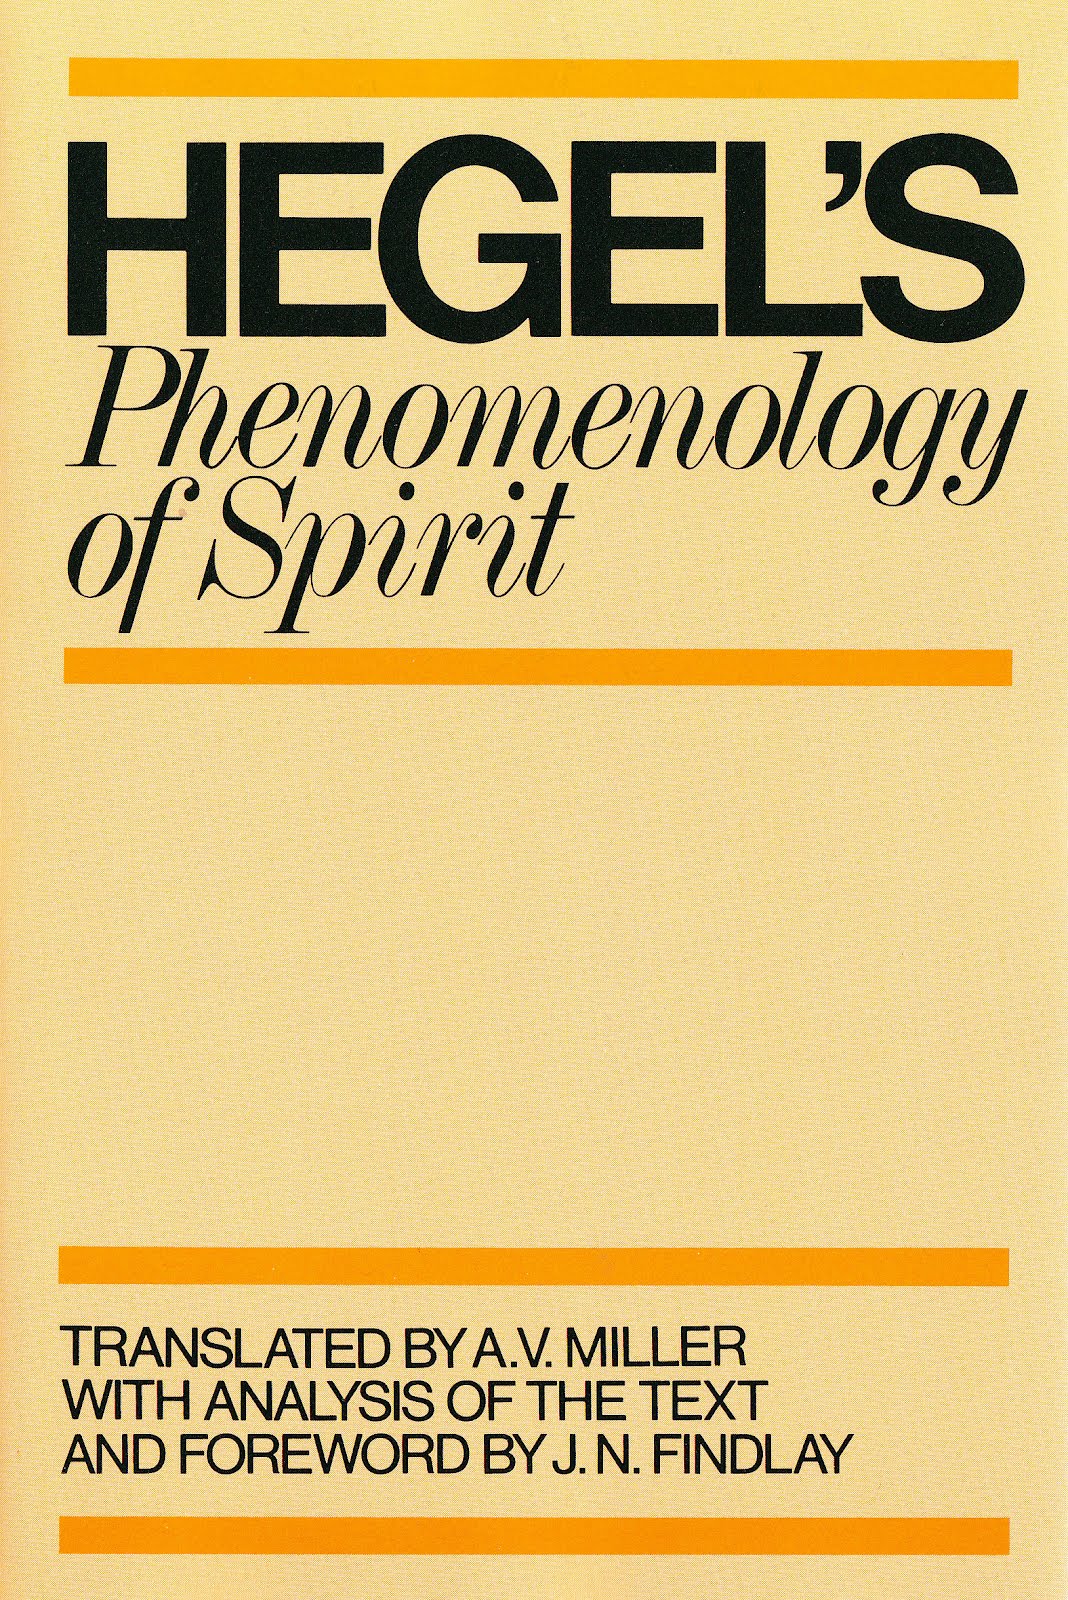 HEGEL’S
Phenomenology
of Spirit
TRANSLATED BY A.V. MILLER
WITH ANALYSIS OF THE TEXT
AND FOREWORD BY J. N. FINDLAY